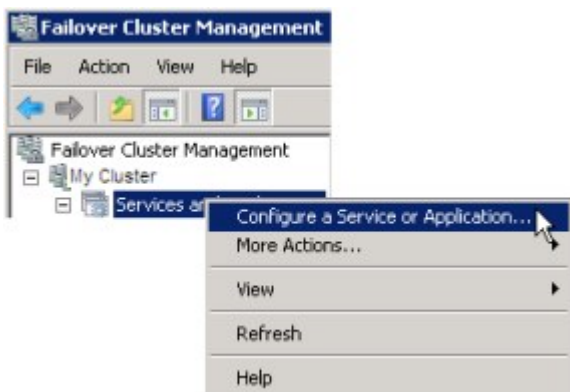 Failover Cluster Management
File Action View Help
Failover Cluster Management
My Cluster
Services an
Configure a Service or Application...
More Actions...
View
Refresh
Help